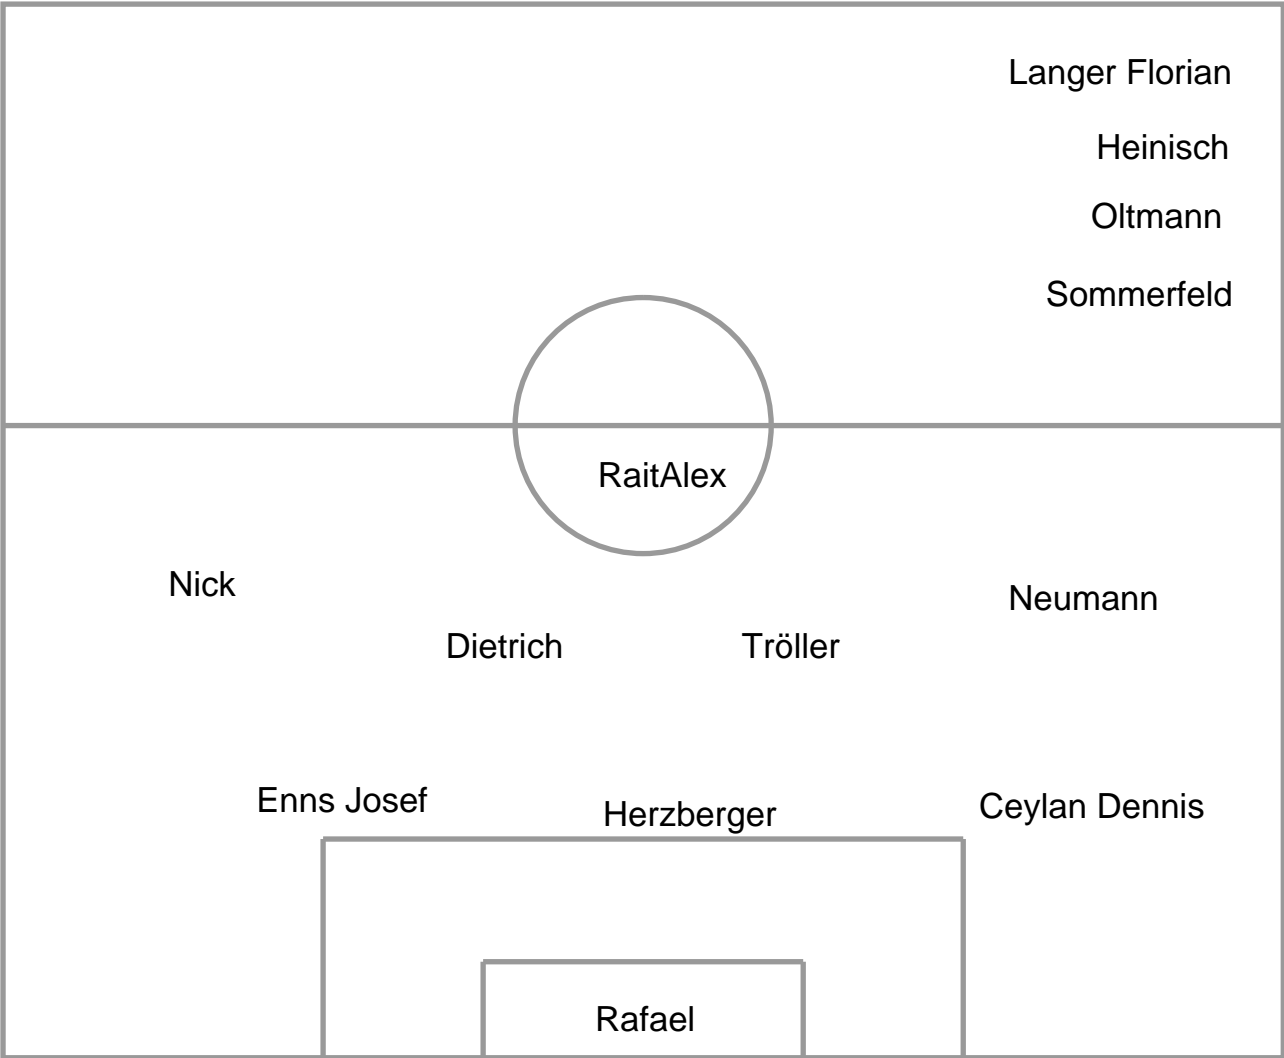 Langer Florian
Heinisch
Oltmann
Sommerfeld
RaitAlex
Nick
Neumann
Dietrich
Tröller
Enns Josef
Herzberger
Ceylan Dennis
Rafael